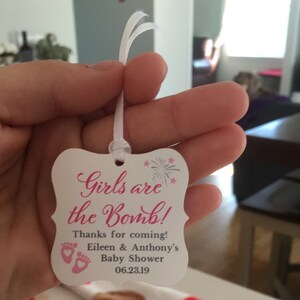 Girls are
the Bomb!
Thanks for coming!
Eileen & Anthony's
Baby Shower
06.23.19